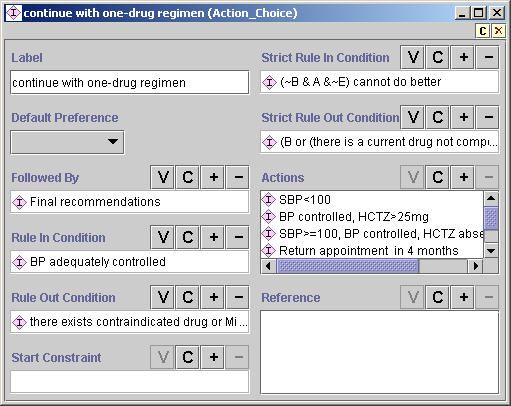 continue with one-drug regimen (Action_Choice)
C
Label
continue with one-drug regimen
Default Preference
Followed By V C + −
Final recommendations
Rule In Condition V C + −
BP adequately controlled
Rule Out Condition V C + −
there exists contraindicated drug or Mi...
Start Constraint V C + −
Strict Rule In Condition V C + −
(~B & A &~E) cannot do better
Strict Rule Out Condition V C + −
(B or (there is a current drug not compu...
Actions V C + −
SBP<100
BP controlled, HCTZ>25mg
SBP>=100, BP controlled, HCTZ abse
Return appointment in 4 months
Reference V C + −